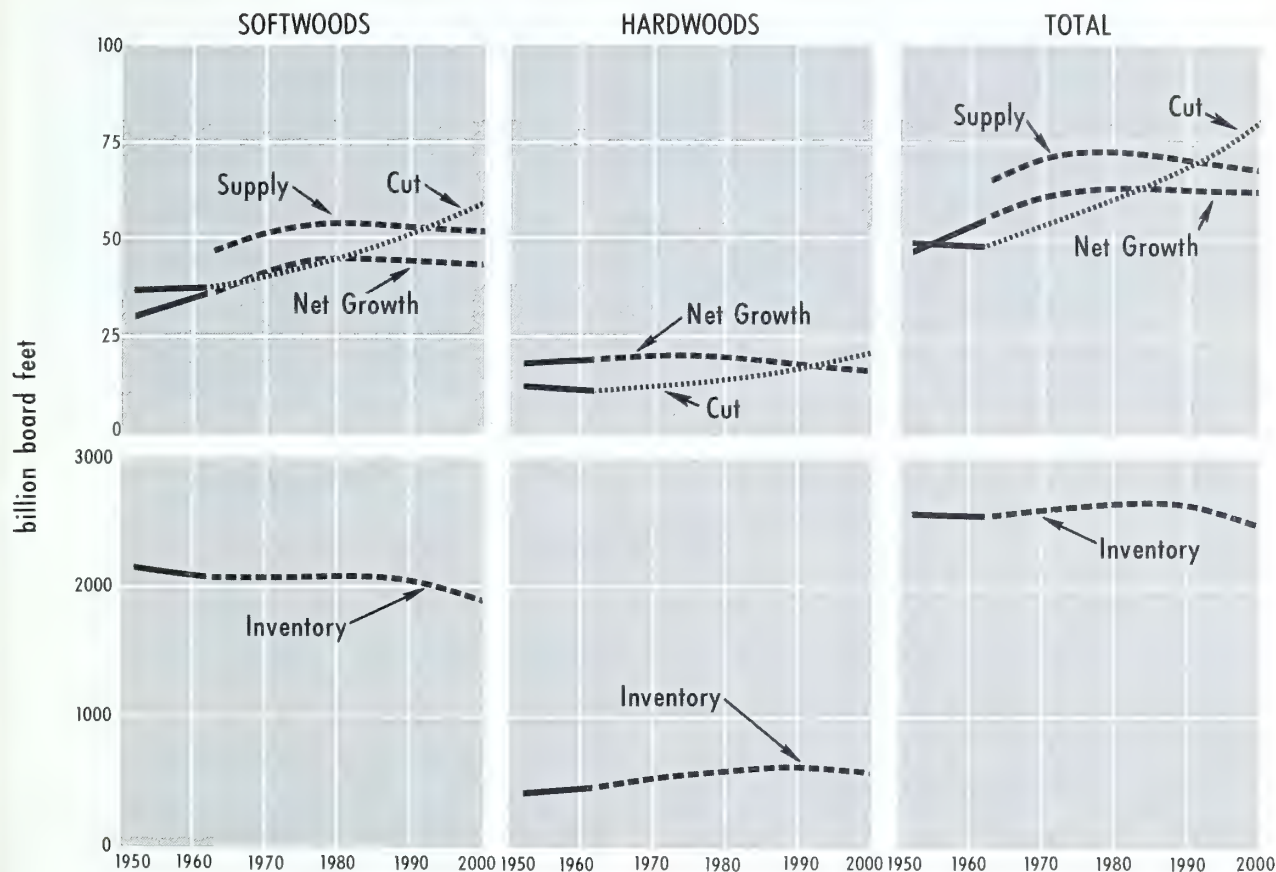 SOFTWOODS HARDWOODS TOTAL
billion board feet
100
75
50
25
0
Supply
Cut
Net Growth
Net Growth
Cut
Supply
Cut
Net Growth
3000
2000
1000
0
Inventory
Inventory
Inventory
1950 1960 1970 1980 1990 2000 1950 1960 1970 1980 1990 2000 1950 1960 1970 1980 1990 2000